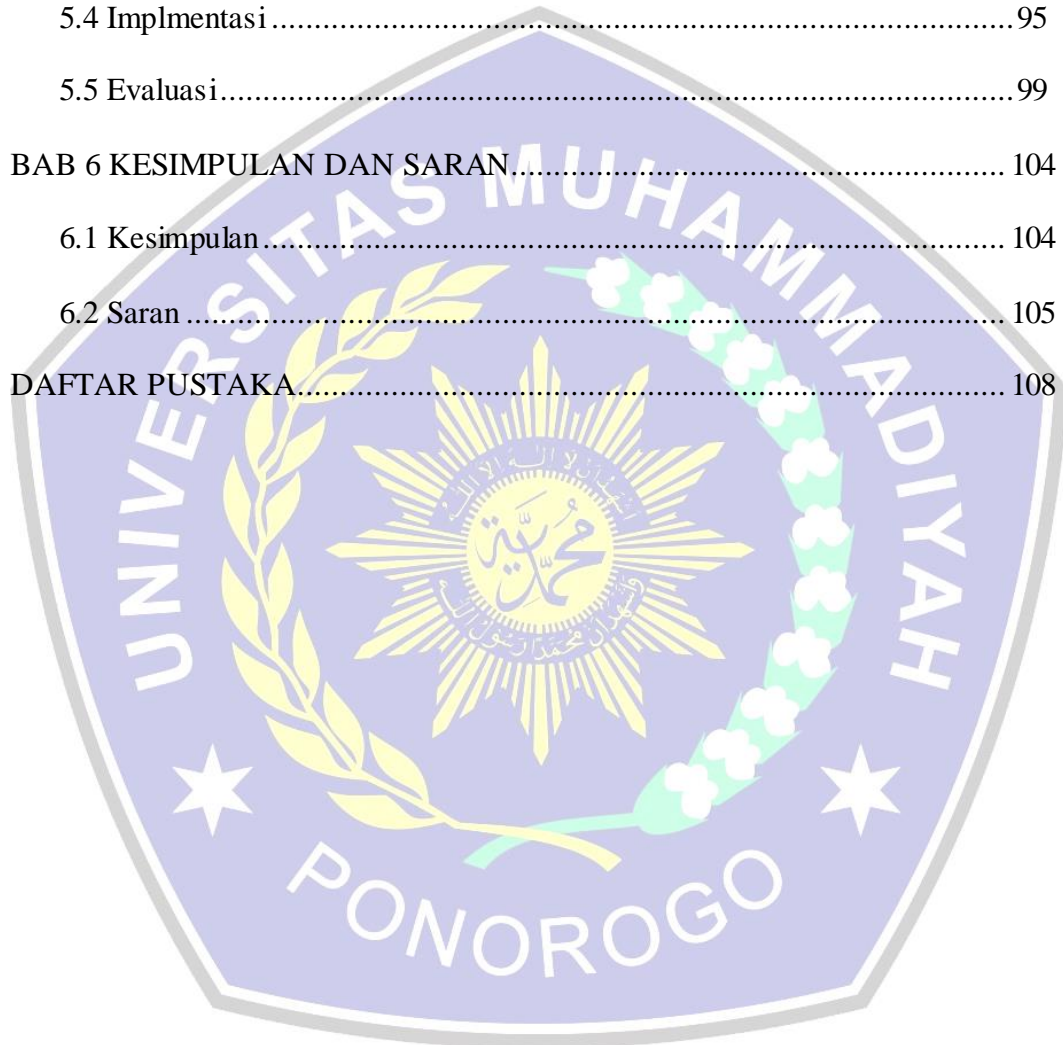 5.4 Implmentasi ........................................................................ 95
5.5 Evaluasi ............................................................................. 99
BAB 6 KESIMPULAN DAN SARAN ................................................ 104
6.1 Kesimpulan ........................................................................ 104
6.2 Saran ................................................................................ 105
DAFTAR PUSTAKA ..................................................................... 108
UNIVERSITAS MUHAMMADIYAH
محمدية
PONOROGO